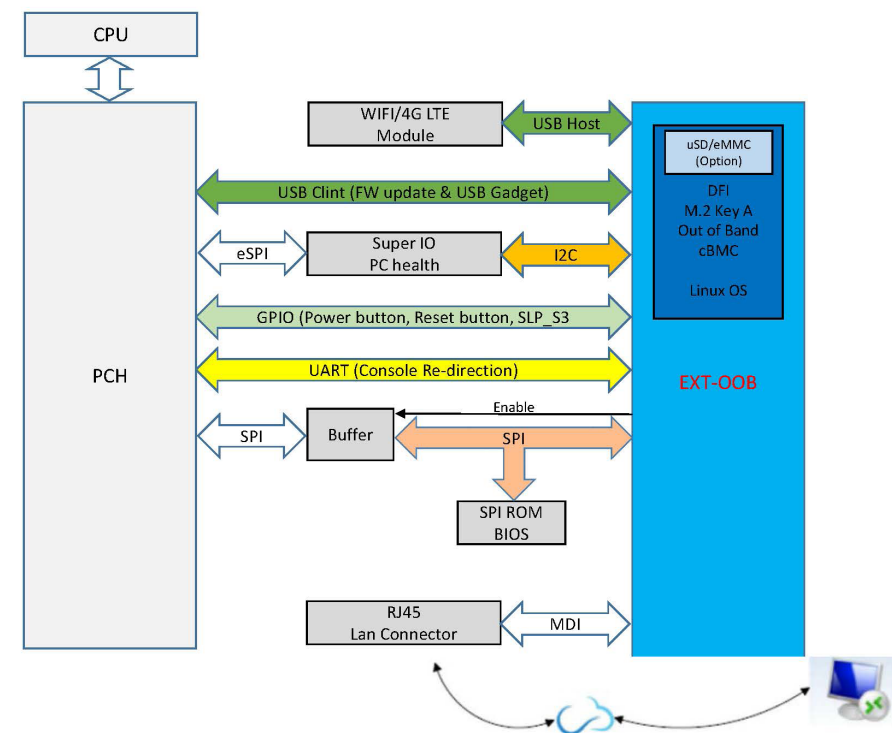 CPU
WIFI/4G LTE
Module
USB Host
uSD/eMMC
(Option)
USB Clint (FW update & USB Gadget)
DFI
M.2 Key A
Out of Band
cBMC
Linux OS
eSPI
Super IO
PC health
I2C
GPIO (Power button, Reset button, SLP_S3
UART (Console Re-direction)
PCH
EXT-OOB
Enable
SPI
Buffer
SPI
SPI ROM
BIOS
RJ45
Lan Connector
MDI